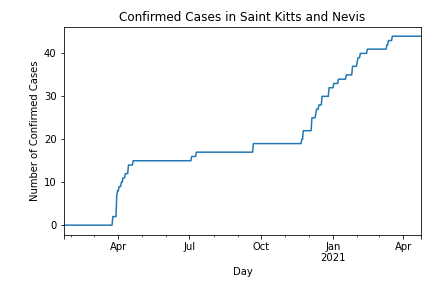 Confirmed Cases in Saint Kitts and Nevis
Number of Confirmed Cases
40
30
20
10
0
Apr Jul Oct Jan Apr
2021
Day